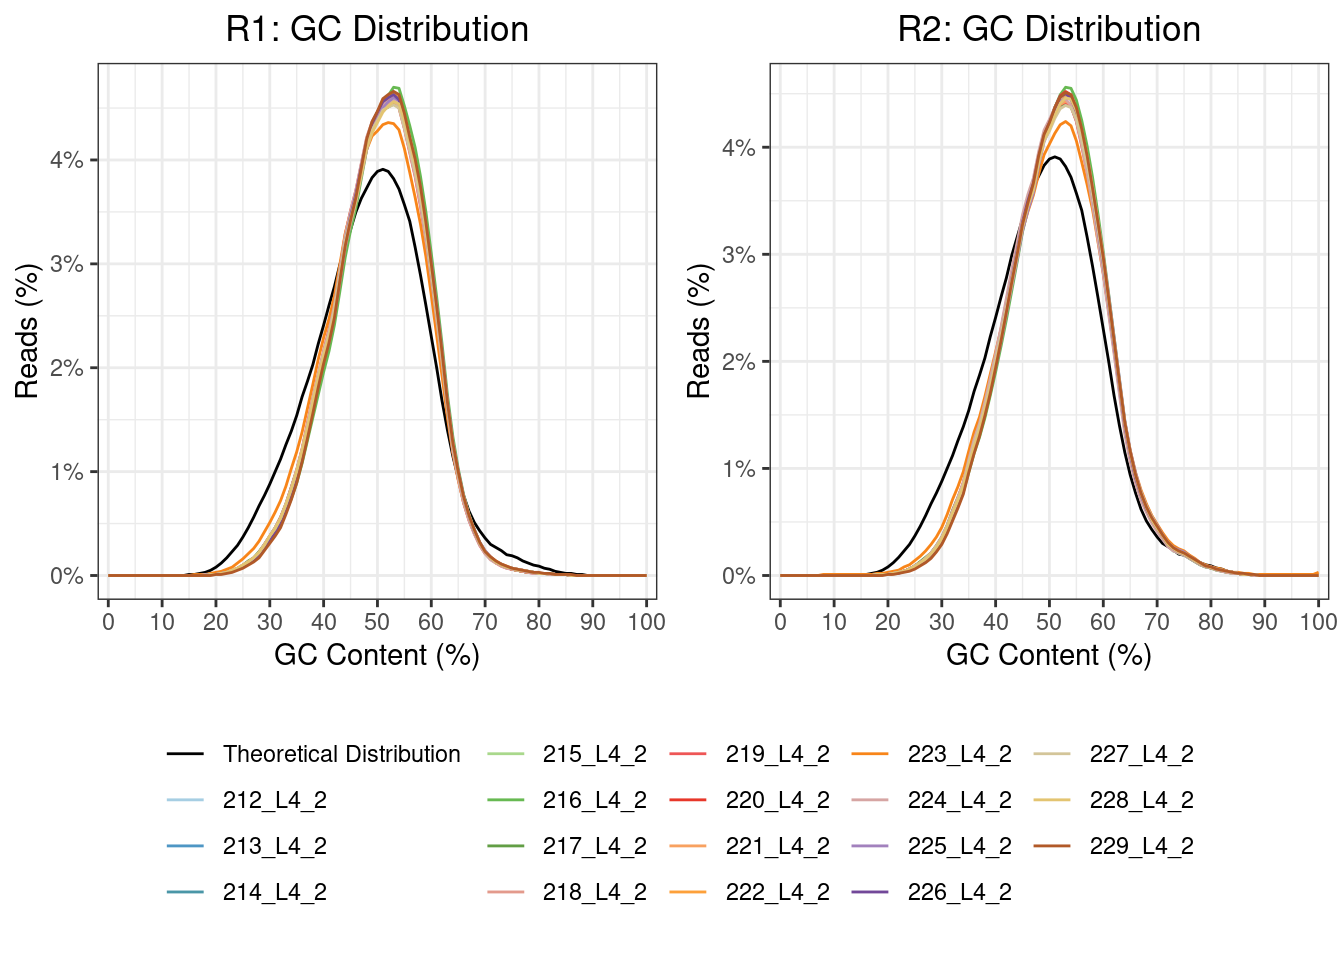 R1: GC Distribution
R2: GC Distribution
Reads (%)
4%
3%
2%
1%
0%
0 10 20 30 40 50 60 70 80 90 100
GC Content (%)
Reads (%)
4%
3%
2%
1%
0%
0 10 20 30 40 50 60 70 80 90 100
GC Content (%)
Theoretical Distribution 215_L4_2 219_L4_2 223_L4_2 227_L4_2
212_L4_2 216_L4_2 220_L4_2 224_L4_2 228_L4_2
213_L4_2 217_L4_2 221_L4_2 225_L4_2 229_L4_2
214_L4_2 218_L4_2 222_L4_2 226_L4_2